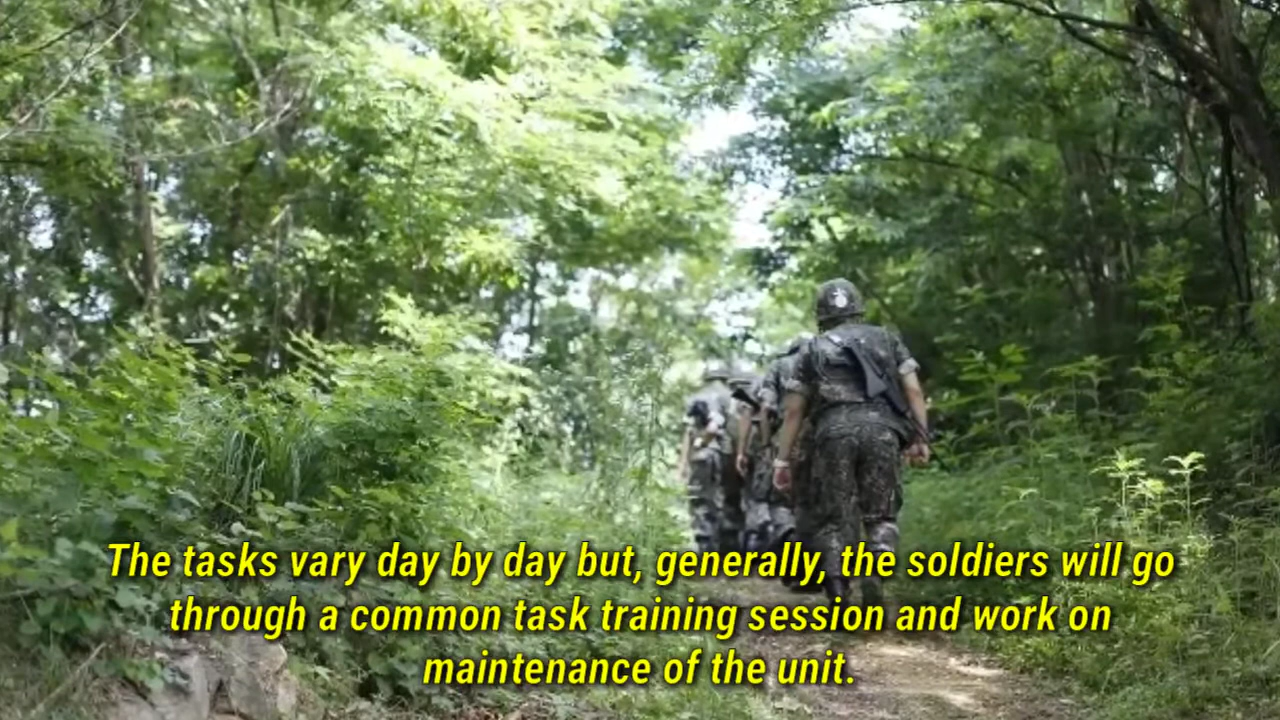 The tasks vary day by day but, generally, the soldiers will go
through a common task training session and work on
maintenance of the unit.